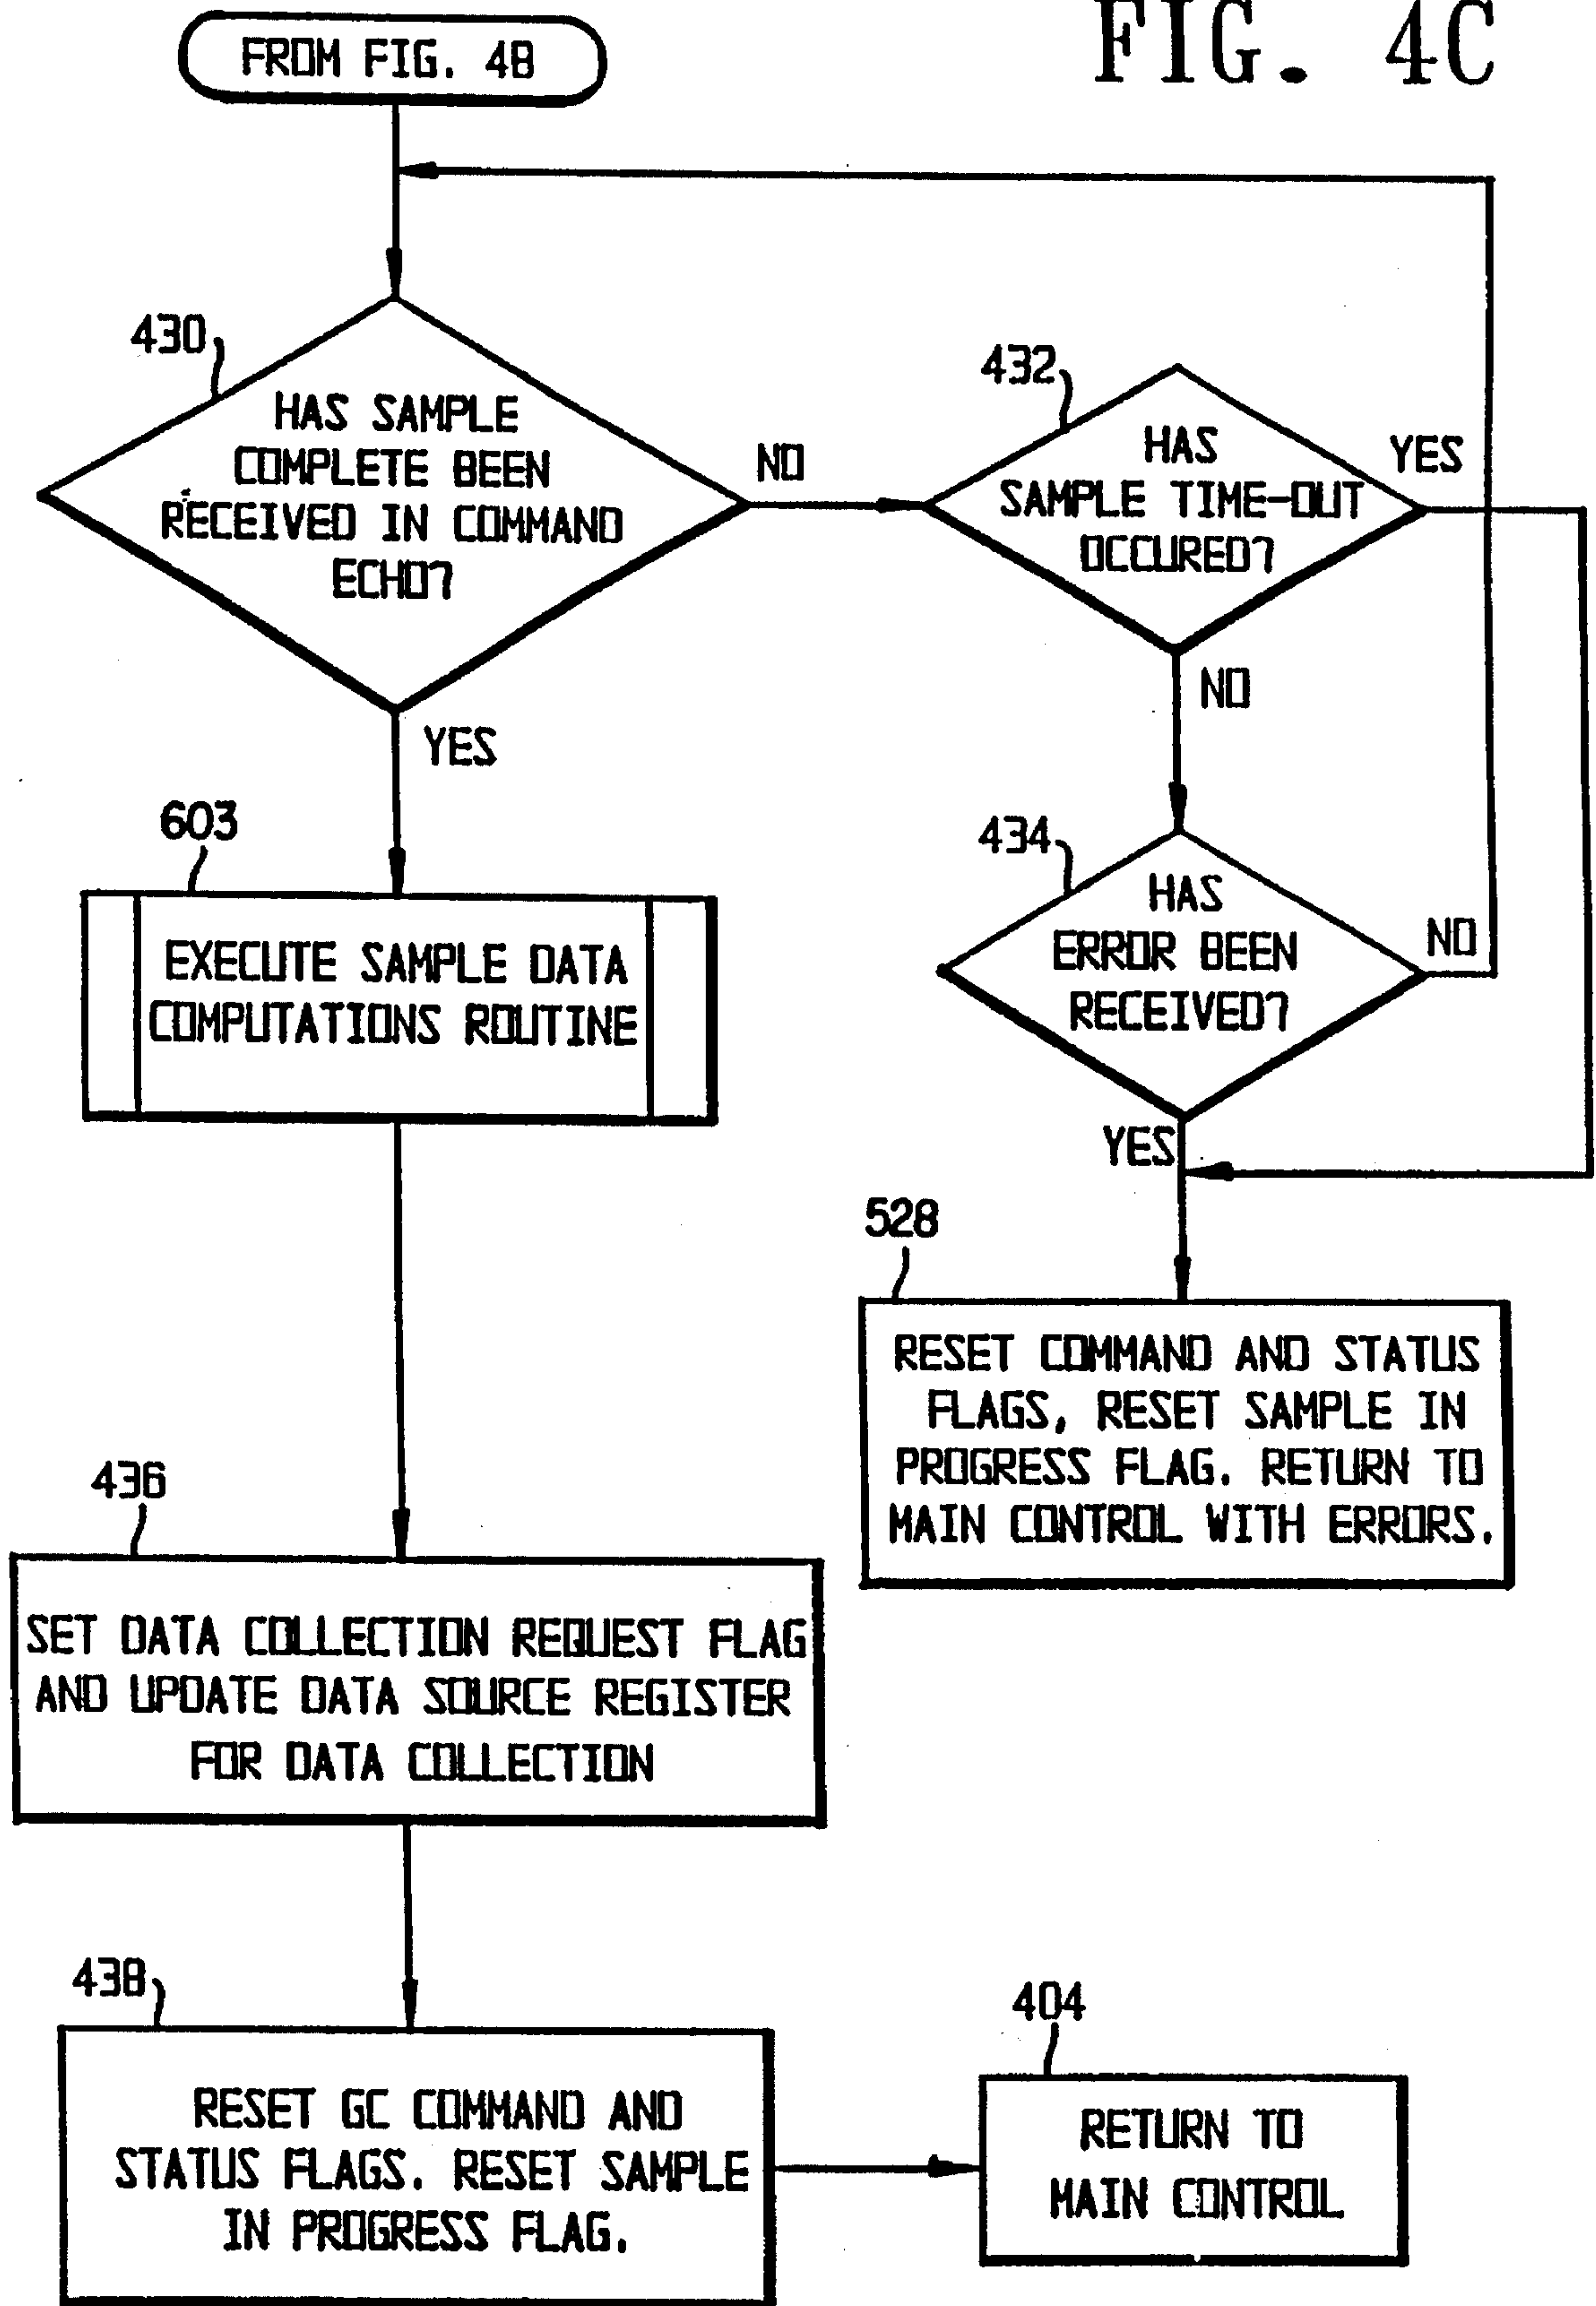 FIG. 4C
FROM FIG. 4B
430
HAS SAMPLE
COMPLETE BEEN
RECEIVED IN COMMAND
ECHO?
NO
YES
432
HAS
SAMPLE TIME-OUT
OCCURED?
YES
NO
434
HAS
ERROR BEEN
RECEIVED?
NO
YES
603
EXECUTE SAMPLE DATA
COMPUTATIONS ROUTINE
528
RESET COMMAND AND STATUS
FLAGS, RESET SAMPLE IN
PROGRESS FLAG. RETURN TO
MAIN CONTROL WITH ERRORS.
436
SET DATA COLLECTION REQUEST FLAG
AND UPDATE DATA SOURCE REGISTER
FOR DATA COLLECTION
438
RESET GC COMMAND AND
STATUS FLAGS. RESET SAMPLE
IN PROGRESS FLAG.
404
RETURN TO
MAIN CONTROL